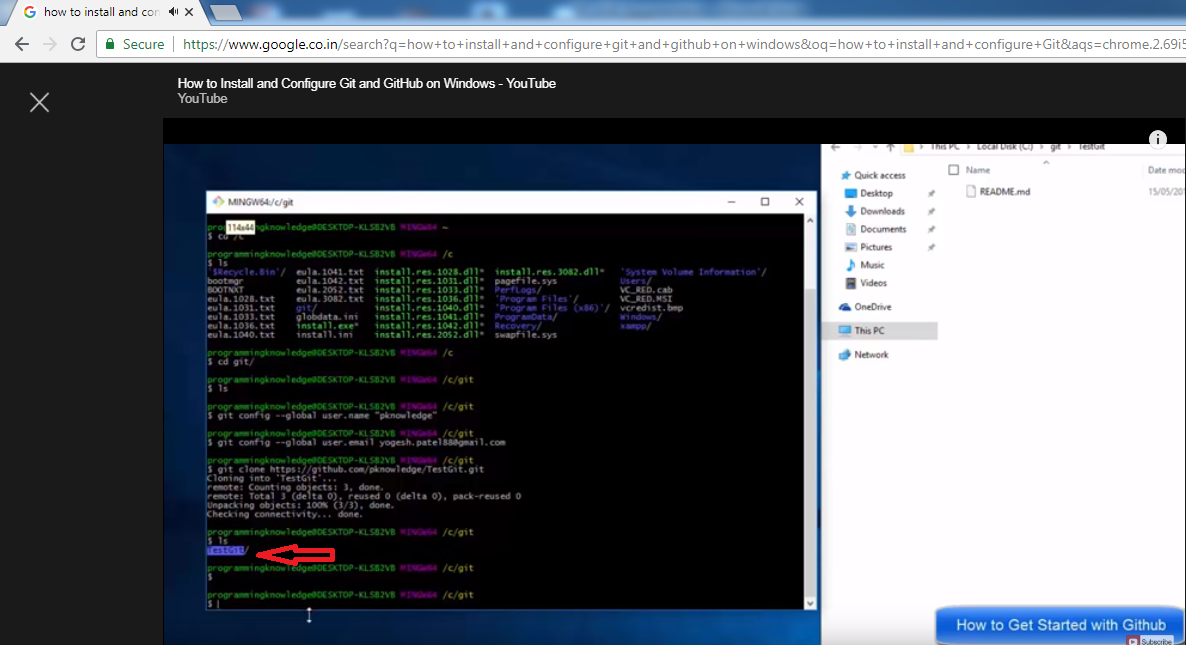 how to install and con
Secure https://www.google.co.in/search?q=how+to+install+and+configure+git+and+github+on+windows&oq=how+to+install+and+configure+Git&aqs=chrome.2.69i5
How to Install and Configure Git and GitHub on Windows - YouTube
YouTube
This PC Local Disk (C:) git TestGit
MINGW64:/c/git
114x44
$ cd /c
programmingknowledge@DESKTOP-KLSB2VB MINGW64 /c
$ ls
'$Recycle.Bin'/ eula.1041.txt install.res.1028.dll* install.res.3082.dll* 'System Volume Information'/
bootmgr eula.1042.txt install.res.1031.dll* pagefile.sys Users/
BOOTNXT eula.2052.txt install.res.1033.dll* PerfLogs/ VC_RED.cab
eula.1028.txt eula.3082.txt install.res.1036.dll* 'Program Files'/ VC_RED.MSI
eula.1031.txt git/ install.res.1040.dll* 'Program Files (x86)'/ vcredist.bmp
eula.1033.txt globdata.ini install.res.1041.dll* ProgramData/ Windows/
eula.1036.txt install.exe* install.res.1042.dll* Recovery/ xampp/
eula.1040.txt install.ini install.res.2052.dll* swapfile.sys
programmingknowledge@DESKTOP-KLSB2VB MINGW64 /c
$ cd git/
programmingknowledge@DESKTOP-KLSB2VB MINGW64 /c/git
$ ls
programmingknowledge@DESKTOP-KLSB2VB MINGW64 /c/git
$ git config --global user.name "pknowledge"
programmingknowledge@DESKTOP-KLSB2VB MINGW64 /c/git
$ git config --global user.email yogesh.patel88@gmail.com
programmingknowledge@DESKTOP-KLSB2VB MINGW64 /c/git
$ git clone https://github.com/pknowledge/TestGit.git
Cloning into 'TestGit'...
remote: Counting objects: 3, done.
remote: Total 3 (delta 0), reused 0 (delta 0), pack-reused 0
Unpacking objects: 100% (3/3), done.
Checking connectivity... done.
programmingknowledge@DESKTOP-KLSB2VB MINGW64 /c/git
$ ls
TestGit/
programmingknowledge@DESKTOP-KLSB2VB MINGW64 /c/git
$
programmingknowledge@DESKTOP-KLSB2VB MINGW64 /c/git
$
Quick access
Desktop
Downloads
Documents
Pictures
Music
Videos
OneDrive
This PC
Network
Name Date mod
README.md 15/05/201
How to Get Started with Github
Subscribe